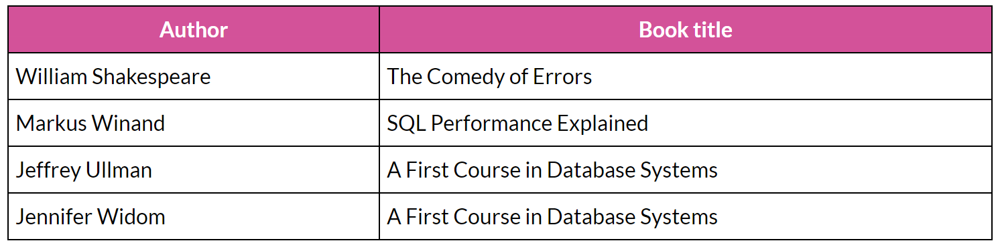 Author Book title
William Shakespeare The Comedy of Errors
Markus Winand SQL Performance Explained
Jeffrey Ullman A First Course in Database Systems
Jennifer Widom A First Course in Database Systems